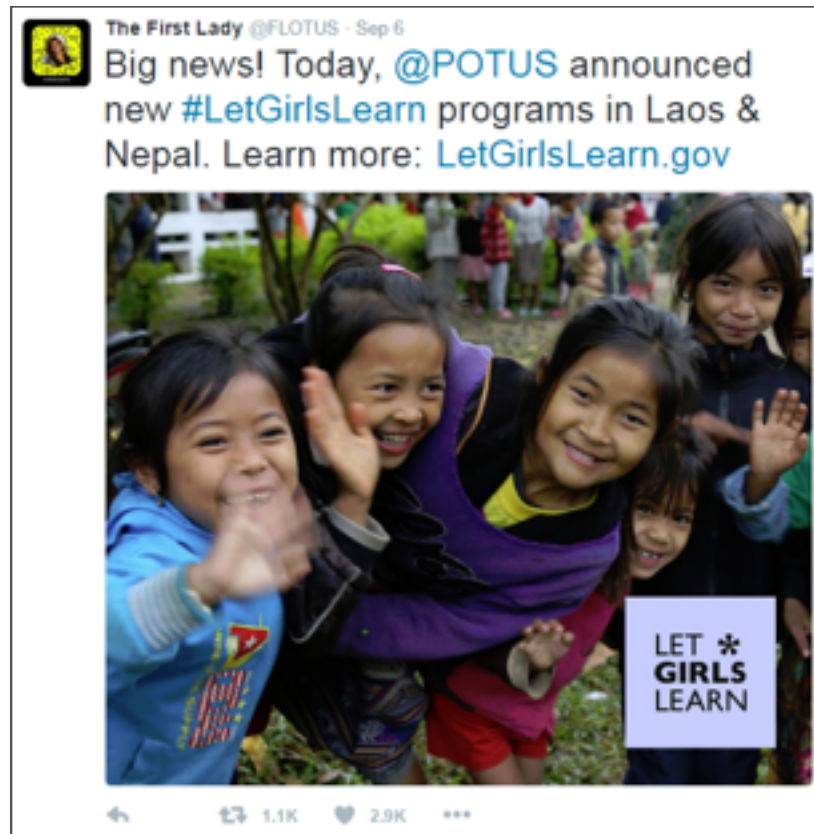 The First Lady @FLOTUS · Sep 6
Big news! Today, @POTUS announced
new #LetGirlsLearn programs in Laos &
Nepal. Learn more: LetGirlsLearn.gov
LET *
GIRLS
LEARN
1.1K 2.9K